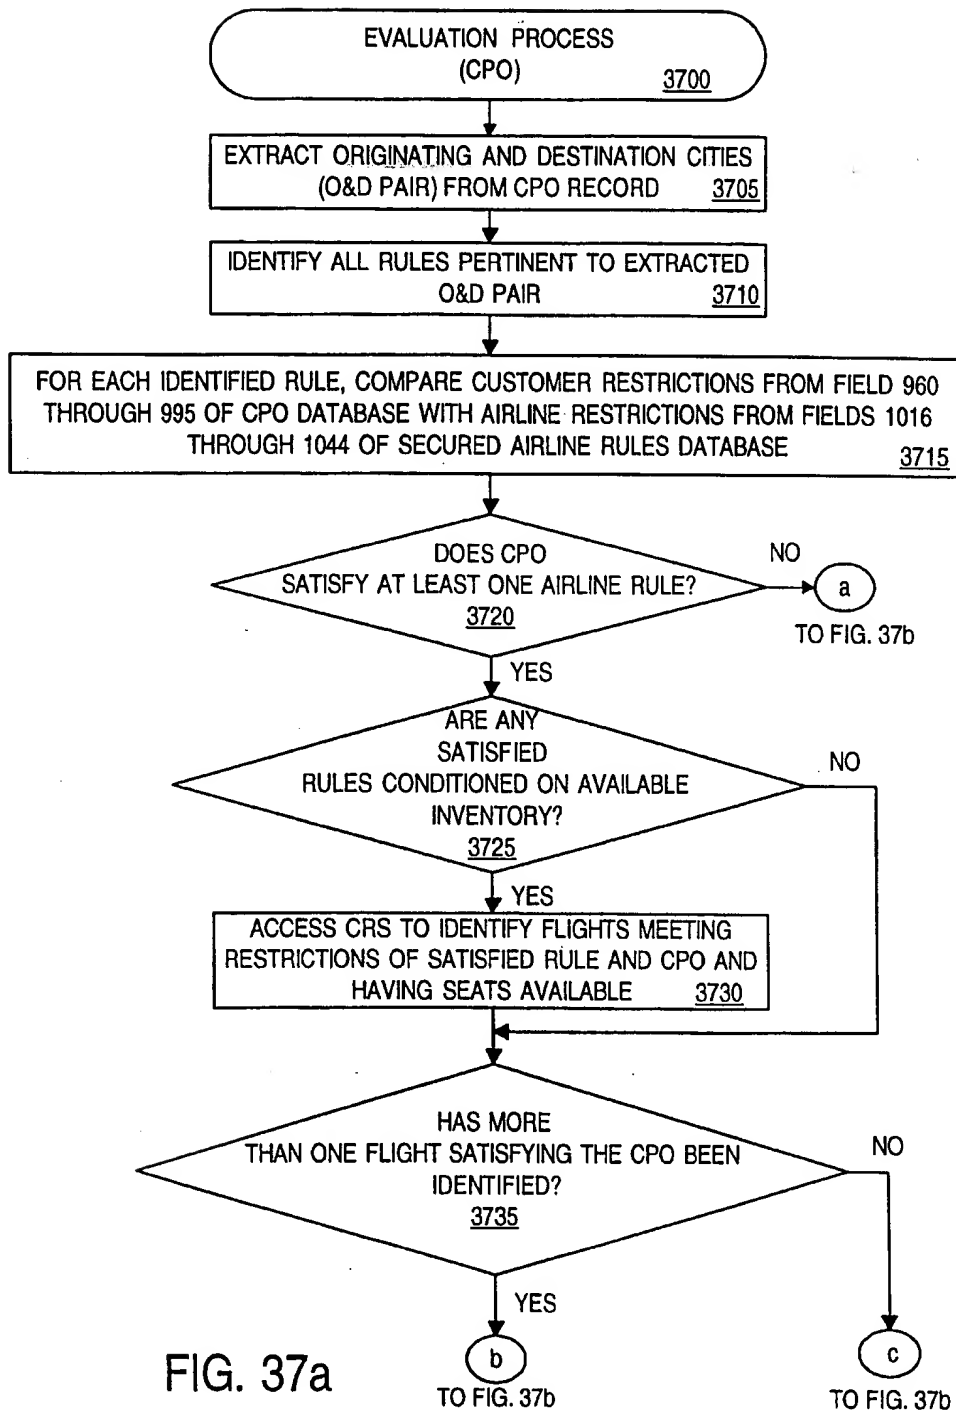 EVALUATION PROCESS
(CPO)
3700
EXTRACT ORIGINATING AND DESTINATION CITIES
(O&D PAIR) FROM CPO RECORD 3705
IDENTIFY ALL RULES PERTINENT TO EXTRACTED
O&D PAIR 3710
FOR EACH IDENTIFIED RULE, COMPARE CUSTOMER RESTRICTIONS FROM FIELD 960
THROUGH 995 OF CPO DATABASE WITH AIRLINE RESTRICTIONS FROM FIELDS 1016
THROUGH 1044 OF SECURED AIRLINE RULES DATABASE 3715
DOES CPO
SATISFY AT LEAST ONE AIRLINE RULE?
3720
NO
a
TO FIG. 37b
YES
ARE ANY
SATISFIED
RULES CONDITIONED ON AVAILABLE
INVENTORY?
3725
NO
YES
ACCESS CRS TO IDENTIFY FLIGHTS MEETING
RESTRICTIONS OF SATISFIED RULE AND CPO AND
HAVING SEATS AVAILABLE 3730
HAS MORE
THAN ONE FLIGHT SATISFYING THE CPO BEEN
IDENTIFIED?
3735
NO
YES
b
TO FIG. 37b
c
TO FIG. 37b
FIG. 37a